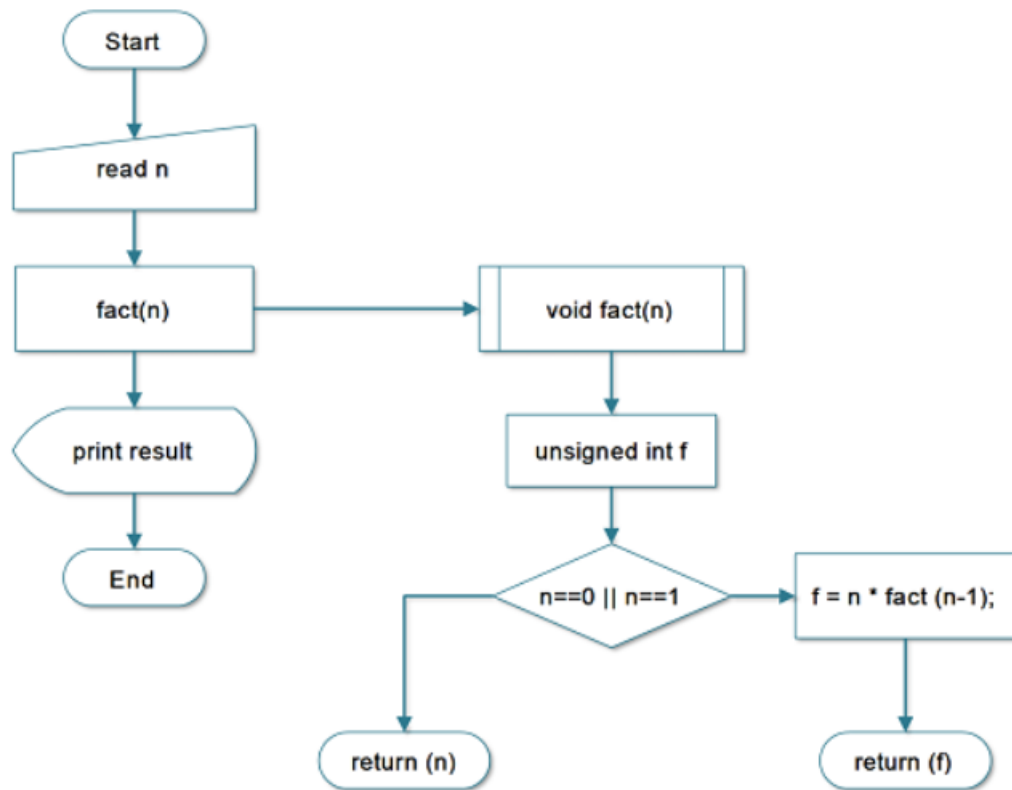 Start
read n
fact(n)
void fact(n)
print result
unsigned int f
End
n==0 || n==1
f = n * fact (n-1);
return (n)
return (f)